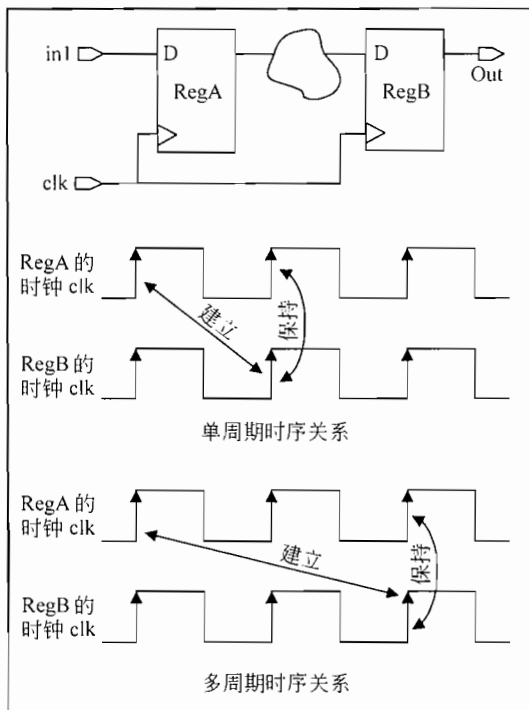 in1
D
RegA
D
RegB
Out
clk
RegA 的
时钟 clk
建立
保持
RegB 的
时钟 clk
单周期时序关系
RegA 的
时钟 clk
建立
保持
RegB 的
时钟 clk
多周期时序关系